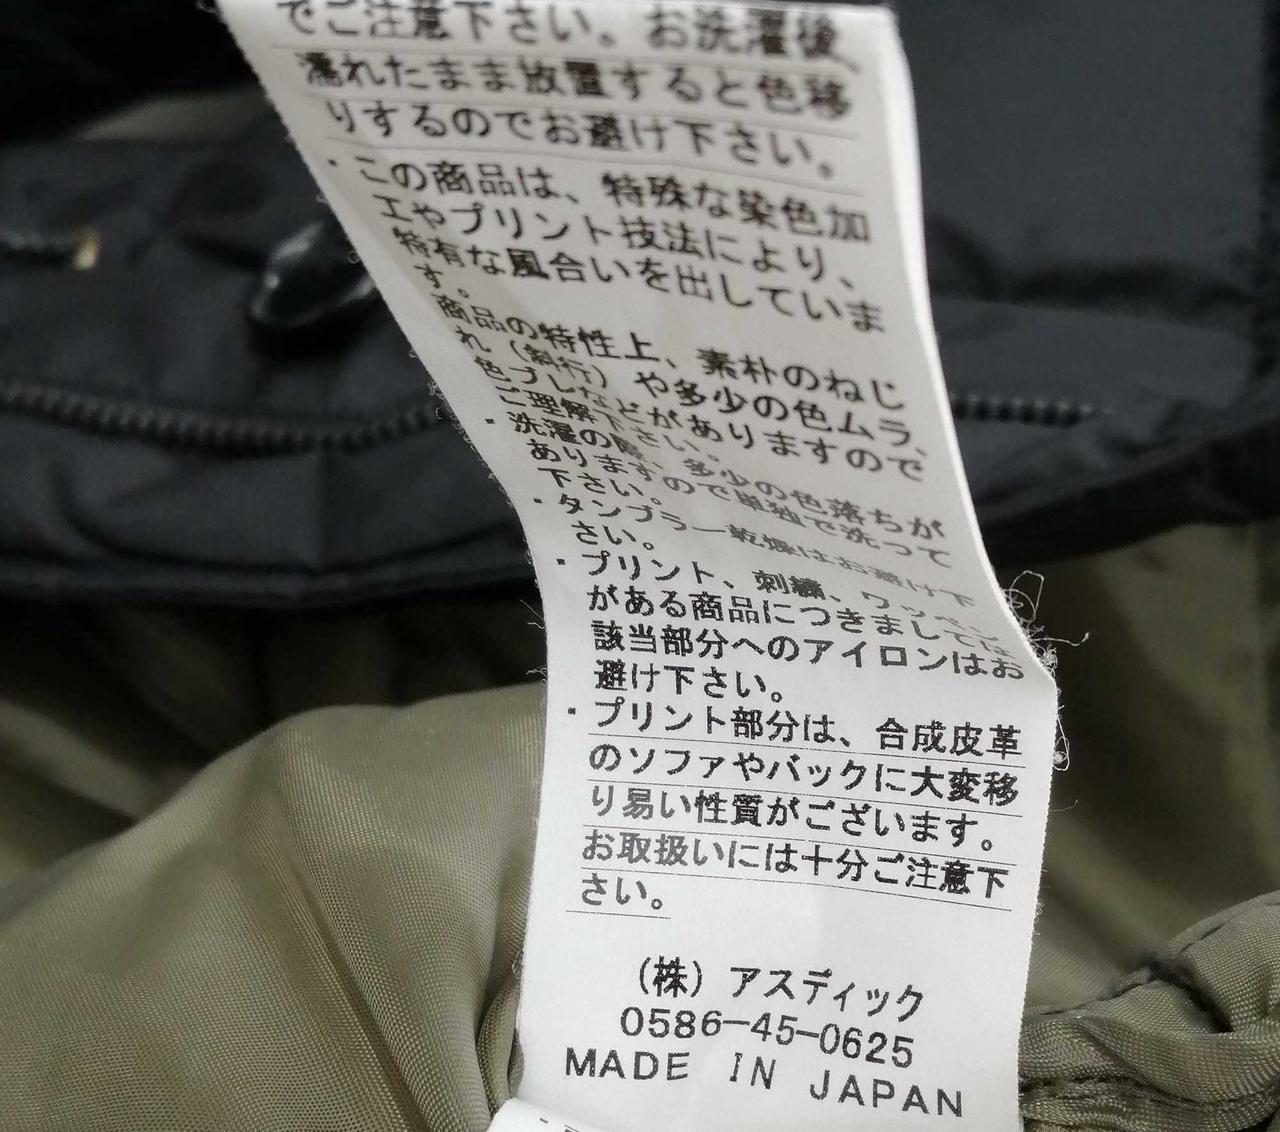 でご注意下さい。お洗濯後、
濡れたまま放置すると色移
りするのでお避け下さい。
・この商品は、特殊な染色加
工やプリント技法により、
特有な風合いを出していま
す。
商品の特性上、素朴のねじ
れ（斜行）や多少の色ムラ、
色ブレなどがありますので
ご理解下さい。
・洗濯の際、多少の色落ちが
ありますので単独で洗って
下さい。
・タンブラー乾燥はお避け下
さい。
・プリント、刺繍、ワッペン
がある商品につきましては
該当部分へのアイロンはお
避け下さい。
・プリント部分は、合成皮革
のソファやバックに大変移
り易い性質がございます。
お取扱いには十分ご注意下
さい。
（株）アスディック
0586-45-0625
MADE IN JAPAN